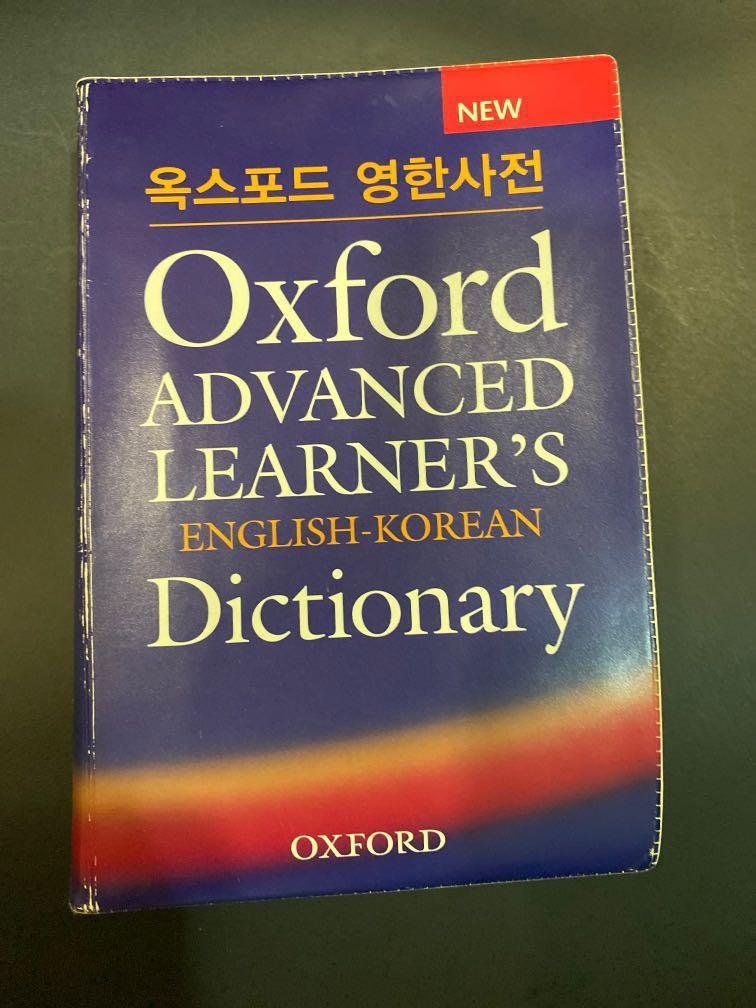 NEW
옥스포드 영한사전
Oxford
ADVANCED
LEARNER'S
ENGLISH-KOREAN
Dictionary
OXFORD